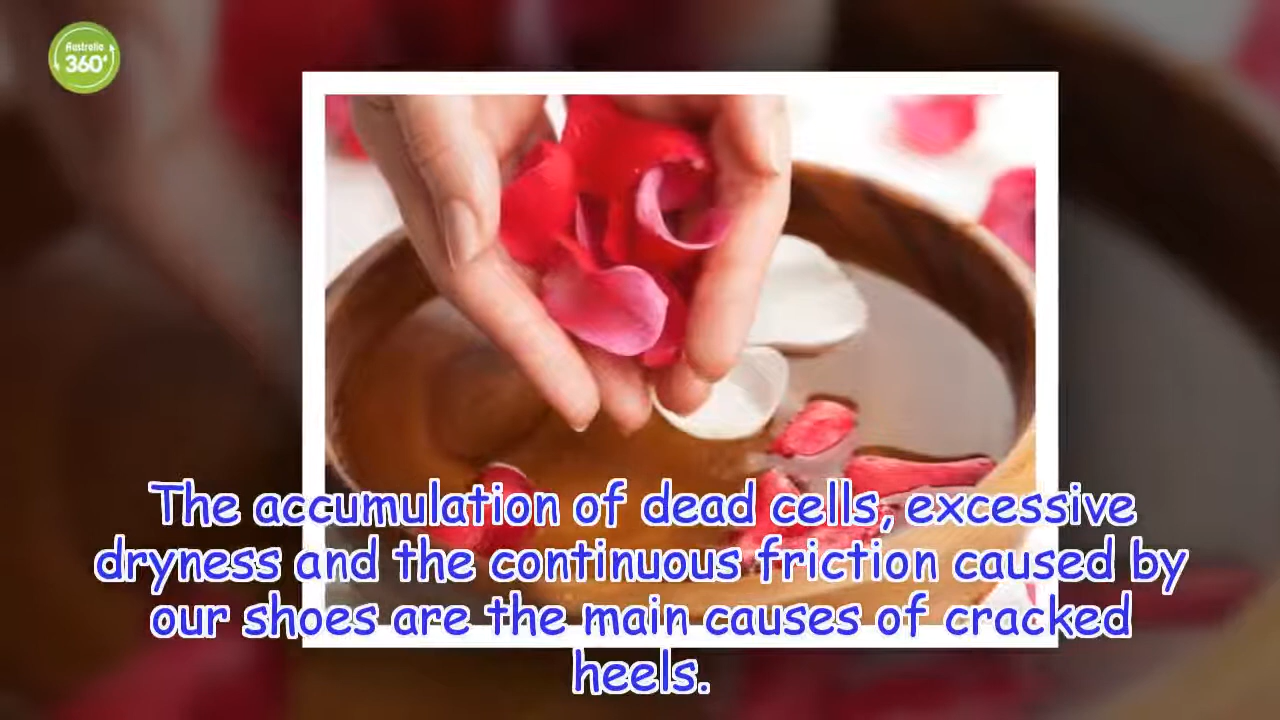 Australia
360°
The accumulation of dead cells, excessive
dryness and the continuous friction caused by
our shoes are the main causes of cracked
heels.